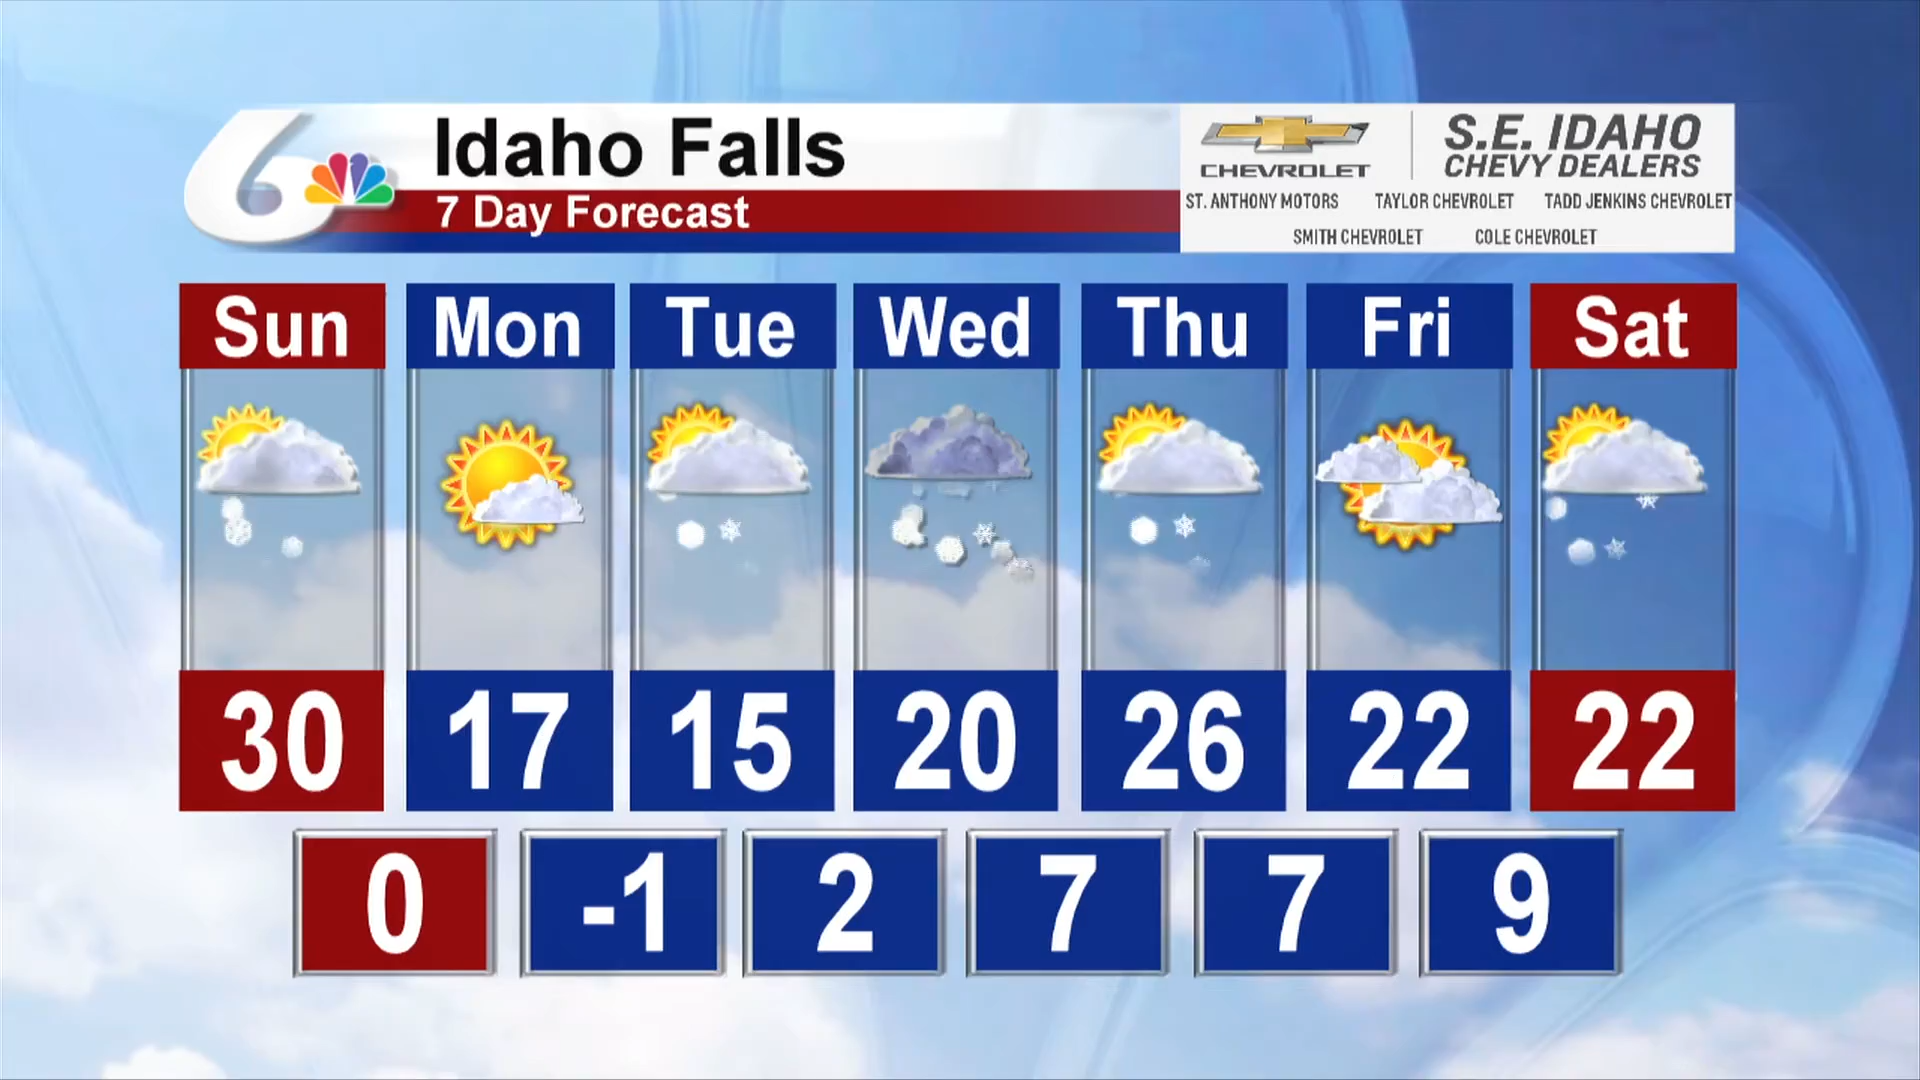 6
Idaho Falls
7 Day Forecast
CHEVROLET
S.E. IDAHO
CHEVY DEALERS
ST. ANTHONY MOTORS TAYLOR CHEVROLET TADD JENKINS CHEVROLET
SMITH CHEVROLET COLE CHEVROLET
Sun Mon Tue Wed Thu Fri Sat
30 17 15 20 26 22 22
0 -1 2 7 7 9